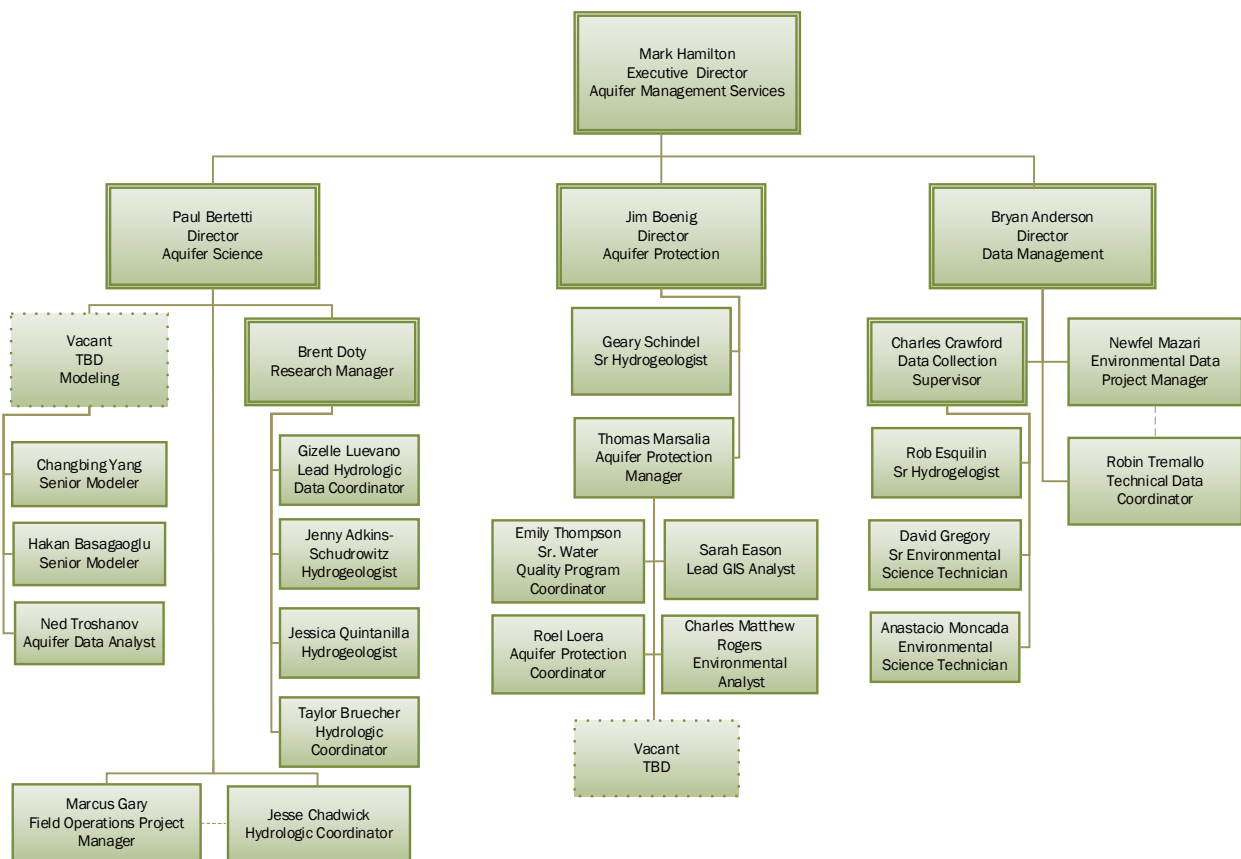 Mark Hamilton
Executive Director
Aquifer Management Services
Paul Bertetti
Director
Aquifer Science
Jim Boenig
Director
Aquifer Protection
Bryan Anderson
Director
Data Management
Vacant
TBD
Modeling
Brent Doty
Research Manager
Changbing Yang
Senior Modeler
Hakan Basagaoglu
Senior Modeler
Ned Troshanov
Aquifer Data Analyst
Gizelle Luevano
Lead Hydrologic
Data Coordinator
Jenny Adkins-
Schudrowitz
Hydrogeologist
Jessica Quintanilla
Hydrogeologist
Taylor Bruecher
Hydrologic
Coordinator
Marcus Gary
Field Operations Project
Manager
Jesse Chadwick
Hydrologic Coordinator
Geary Schindel
Sr Hydrogeologist
Thomas Marsalia
Aquifer Protection
Manager
Emily Thompson
Sr. Water
Quality Program
Coordinator
Sarah Eason
Lead GIS Analyst
Roel Loera
Aquifer Protection
Coordinator
Charles Matthew
Rogers
Environmental
Analyst
Vacant
TBD
Charles Crawford
Data Collection
Supervisor
Newfel Mazari
Environmental Data
Project Manager
Rob Esquilin
Sr Hydrgelogist
Robin Tremallo
Technical Data
Coordinator
David Gregory
Sr Environmental
Science Technician
Anastacio Moncada
Environmental
Science Technician